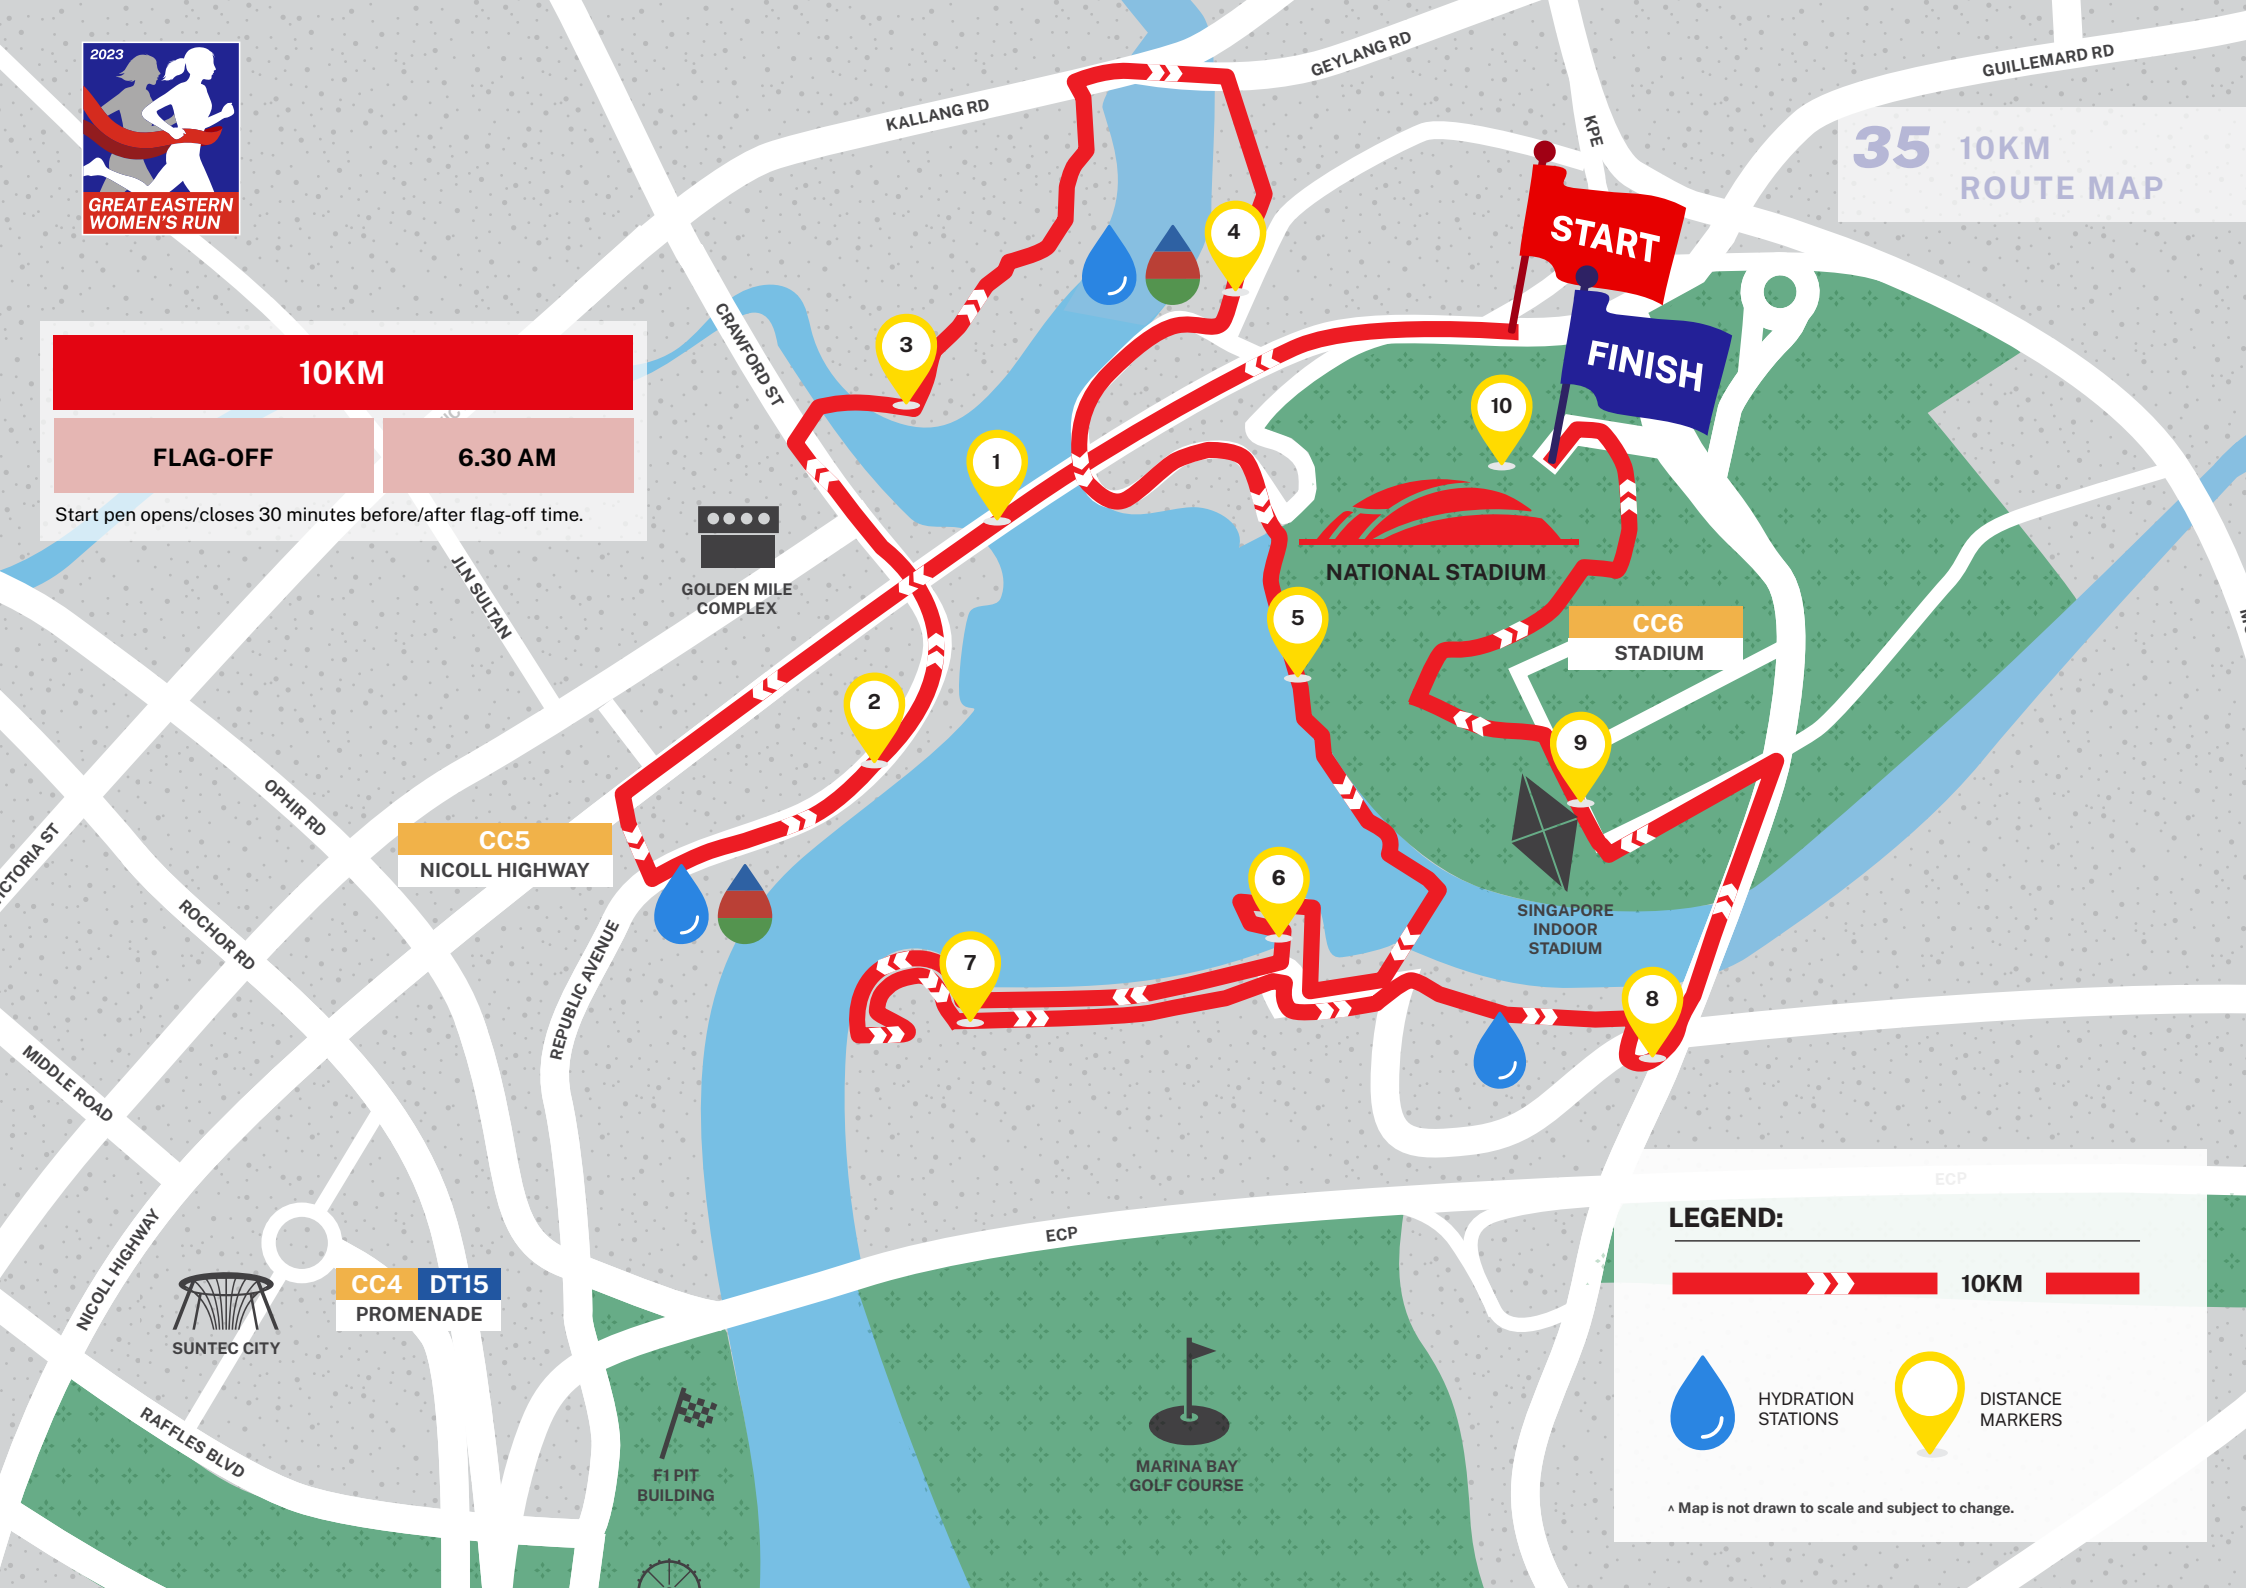 2023
GREAT EASTERN
WOMEN'S RUN
KALLANG RD
GEYLANG RD
KPE
GUILLEMARD RD
35
10KM
ROUTE MAP
START
FINISH
10KM
FLAG-OFF
6.30 AM
Start pen opens/closes 30 minutes before/after flag-off time.
CRAWFORD ST
4
3
1
10
GOLDEN MILE
COMPLEX
JLN SULTAN
NATIONAL STADIUM
5
CC6
STADIUM
2
9
OPHIR RD
CC5
NICOLL HIGHWAY
6
SINGAPORE
INDOOR
STADIUM
ROCHOR RD
REPUBLIC AVENUE
7
8
MIDDLE ROAD
NICOLL HIGHWAY
SUNTEC CITY
CC4
DT15
PROMENADE
ECP
ECP
RAFFLES BLVD
F1 PIT
BUILDING
MARINA BAY
GOLF COURSE
LEGEND:
10KM
HYDRATION
STATIONS
DISTANCE
MARKERS
^ Map is not drawn to scale and subject to change.